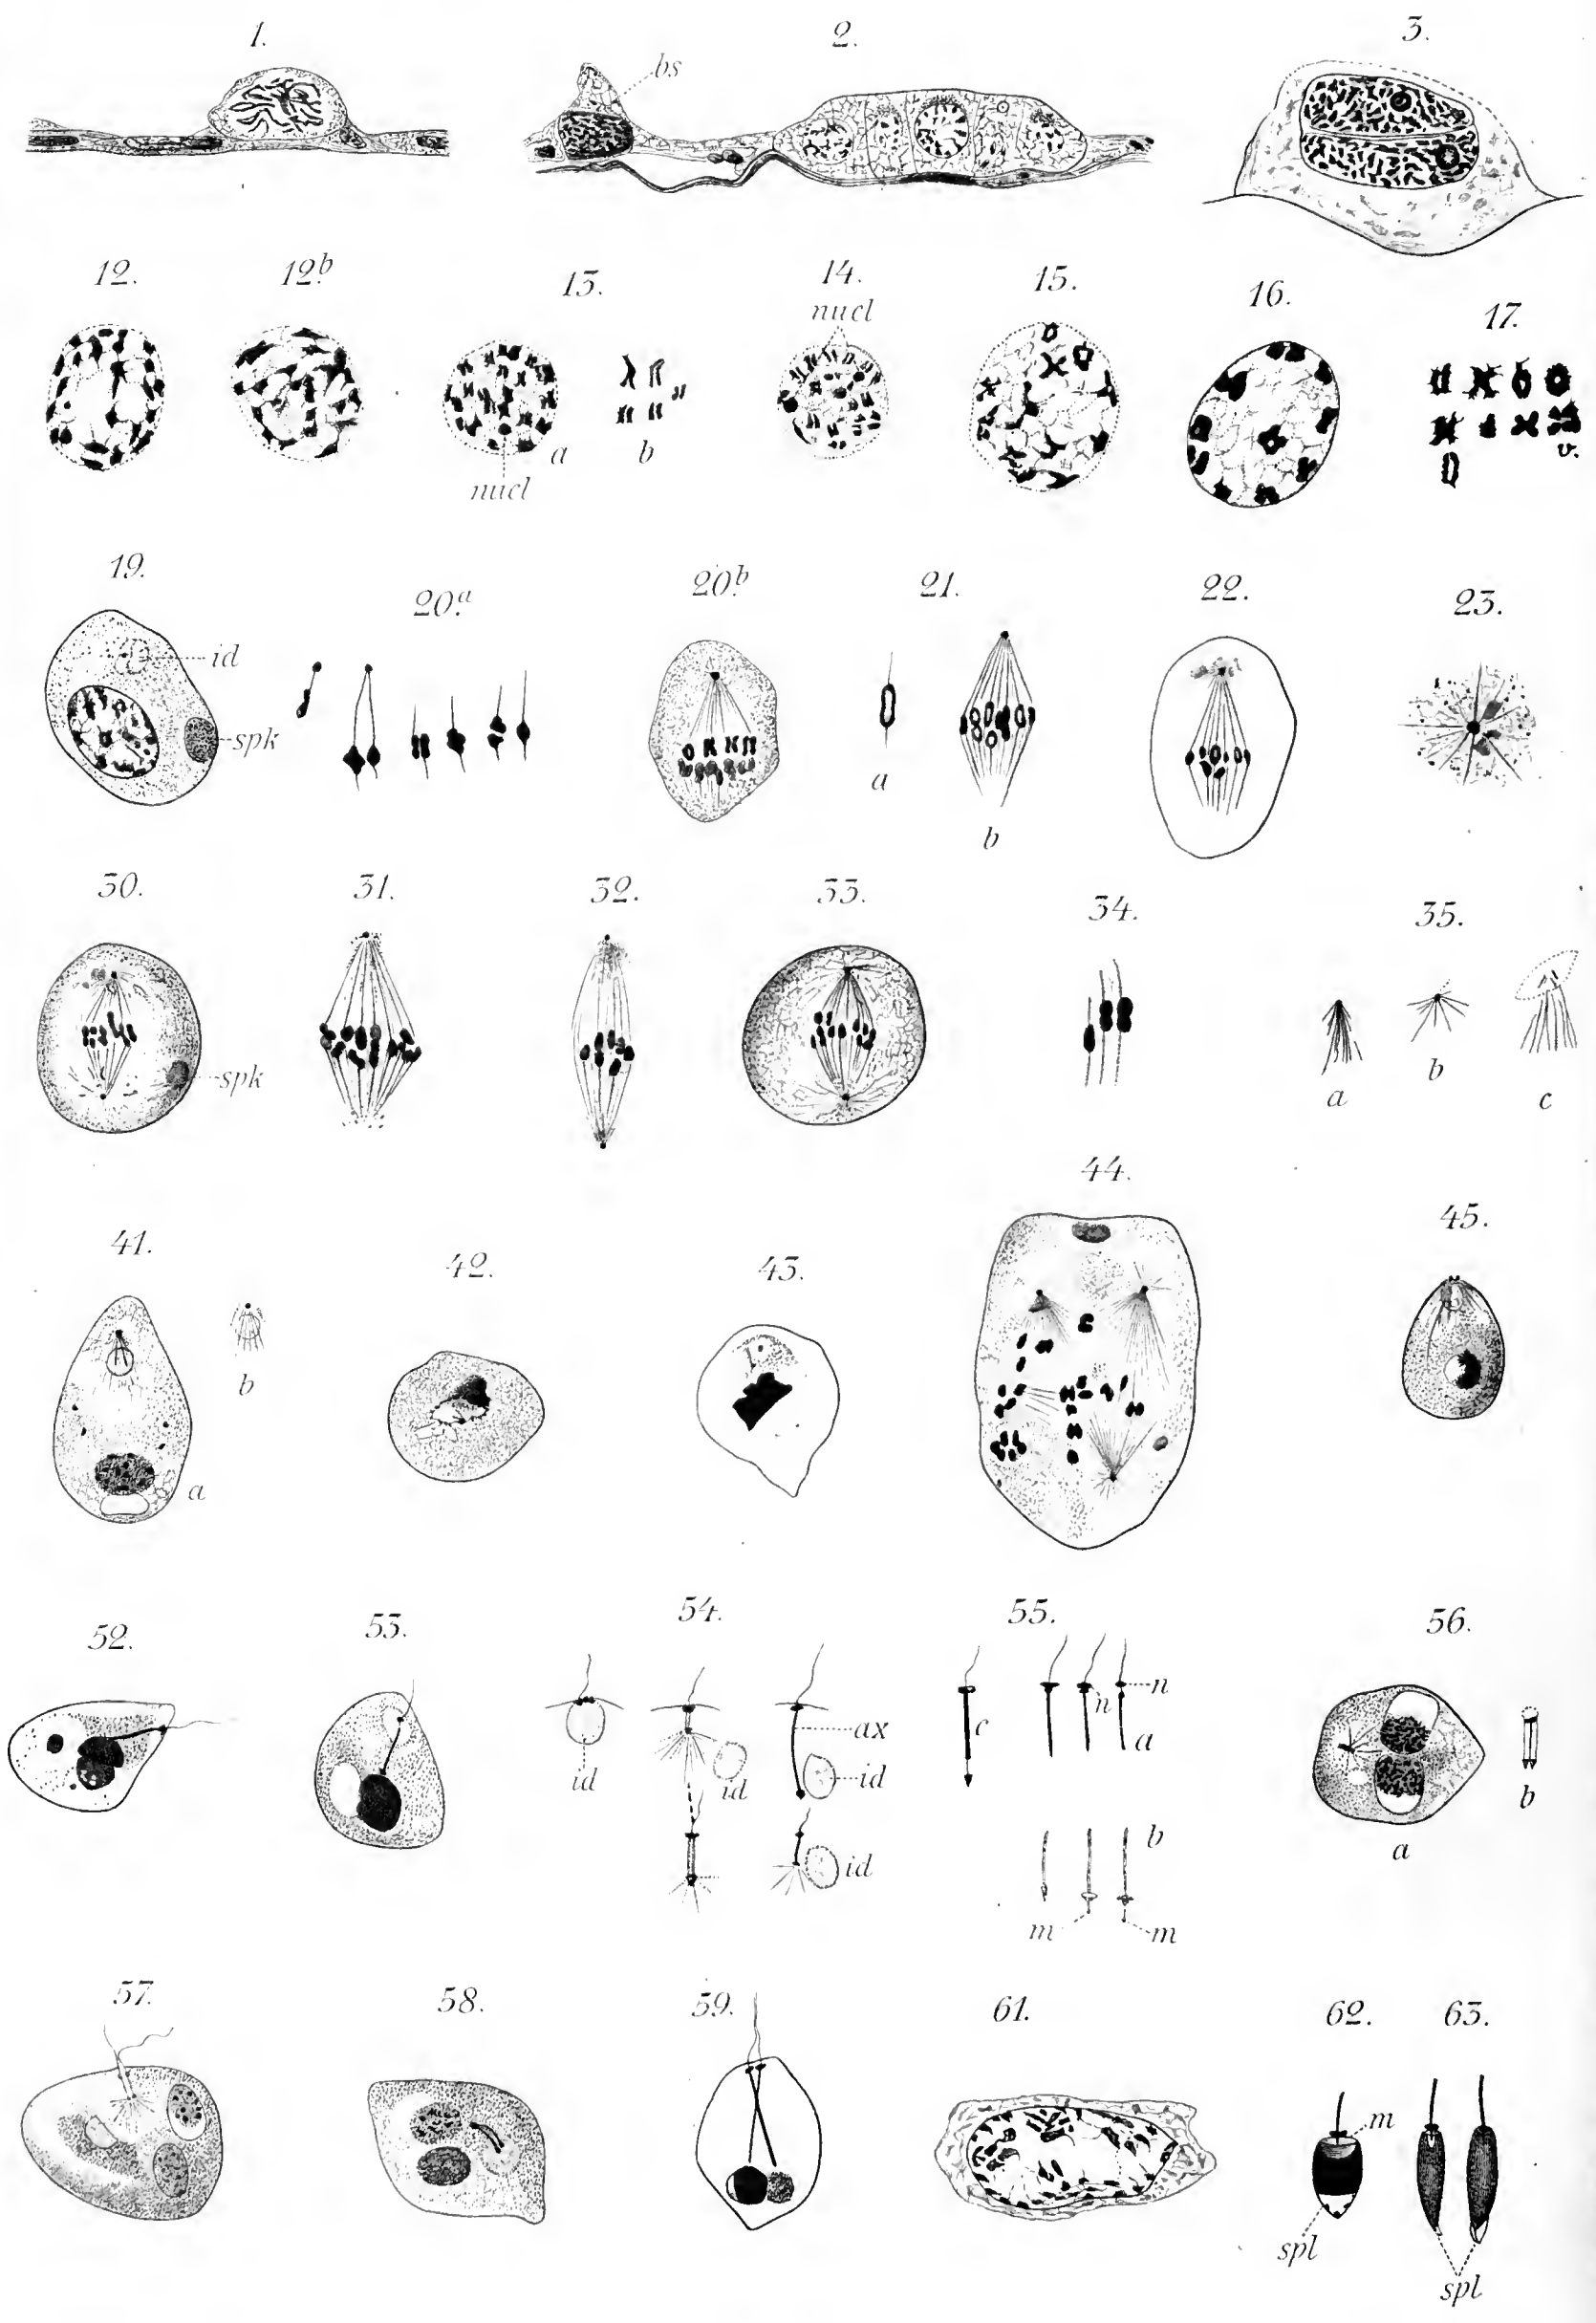 1. 2. 3.
bs
12. 12b 13. 14. 15. 16. 17.
nucl
a b
nucl
v.
19. 20.a 20.b 21. 22. 23.
id
spk
a
b
30. 31. 32. 33. 34. 35.
spk
a b c
41. 42. 43. 44. 45.
b
a
52. 53. 54. 55. 56.
n
c n
ax a
id id id
b
id b
a
m m
57. 58. 59. 61. 62. 63.
m
spl
spl